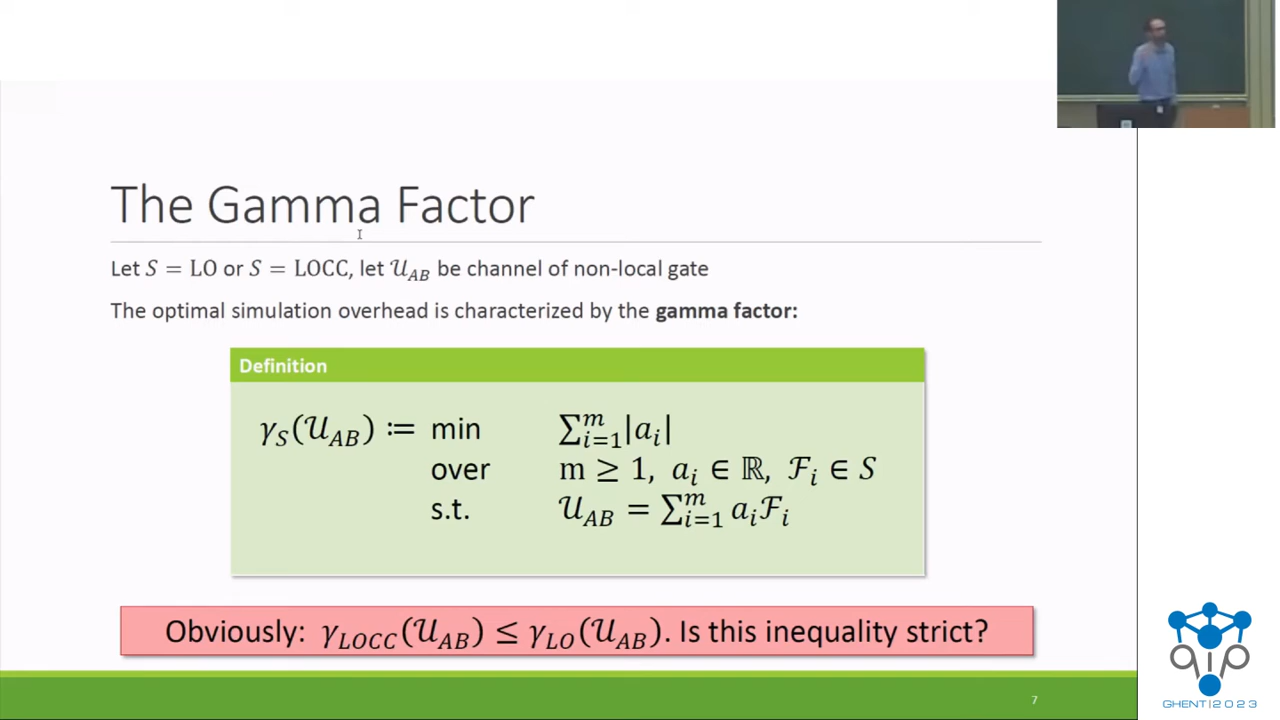 The Gamma Factor
Let S = LO or S = LOCC, let 𝒰_AB be channel of non-local gate
The optimal simulation overhead is characterized by the gamma factor:
Definition
γ_S(𝒰_AB) ≔ min ∑_{i=1}^{m}|a_i|
over m ≥ 1, a_i ∈ ℝ, ℱ_i ∈ S
s.t. 𝒰_AB = ∑_{i=1}^{m} a_iℱ_i
Obviously: γ_LOCC(𝒰_AB) ≤ γ_LO(𝒰_AB). Is this inequality strict?
7
qip
GHENT|2023